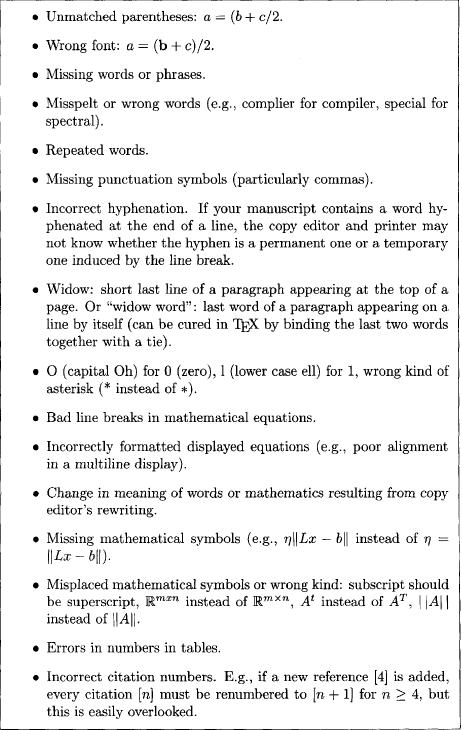 • Unmatched parentheses: a = (b + c/2.
• Wrong font: a = (𝐛 + c)/2.
• Missing words or phrases.
• Misspelt or wrong words (e.g., complier for compiler, special for
spectral).
• Repeated words.
• Missing punctuation symbols (particularly commas).
• Incorrect hyphenation. If your manuscript contains a word hy-
phenated at the end of a line, the copy editor and printer may
not know whether the hyphen is a permanent one or a temporary
one induced by the line break.
• Widow: short last line of a paragraph appearing at the top of a
page. Or “widow word”: last word of a paragraph appearing on a
line by itself (can be cured in TEX by binding the last two words
together with a tie).
• O (capital Oh) for 0 (zero), l (lower case ell) for 1, wrong kind of
asterisk (* instead of ∗).
• Bad line breaks in mathematical equations.
• Incorrectly formatted displayed equations (e.g., poor alignment
in a multiline display).
• Change in meaning of words or mathematics resulting from copy
editor's rewriting.
• Missing mathematical symbols (e.g., η‖Lx − b‖ instead of η =
‖Lx − b‖).
• Misplaced mathematical symbols or wrong kind: subscript should
be superscript, ℝ^{mxn} instead of ℝ^{m×n}, A^t instead of A^T, | |A| |
instead of ‖A‖.
• Errors in numbers in tables.
• Incorrect citation numbers. E.g., if a new reference [4] is added,
every citation [n] must be renumbered to [n + 1] for n ≥ 4, but
this is easily overlooked.